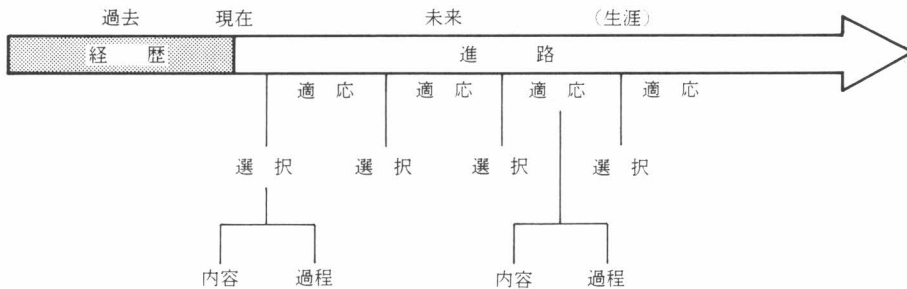 過去 現在 未来 （生涯）
経歴 進路
適応 適応 適応 適応
選択 選択 選択 選択
内容 過程 内容 過程